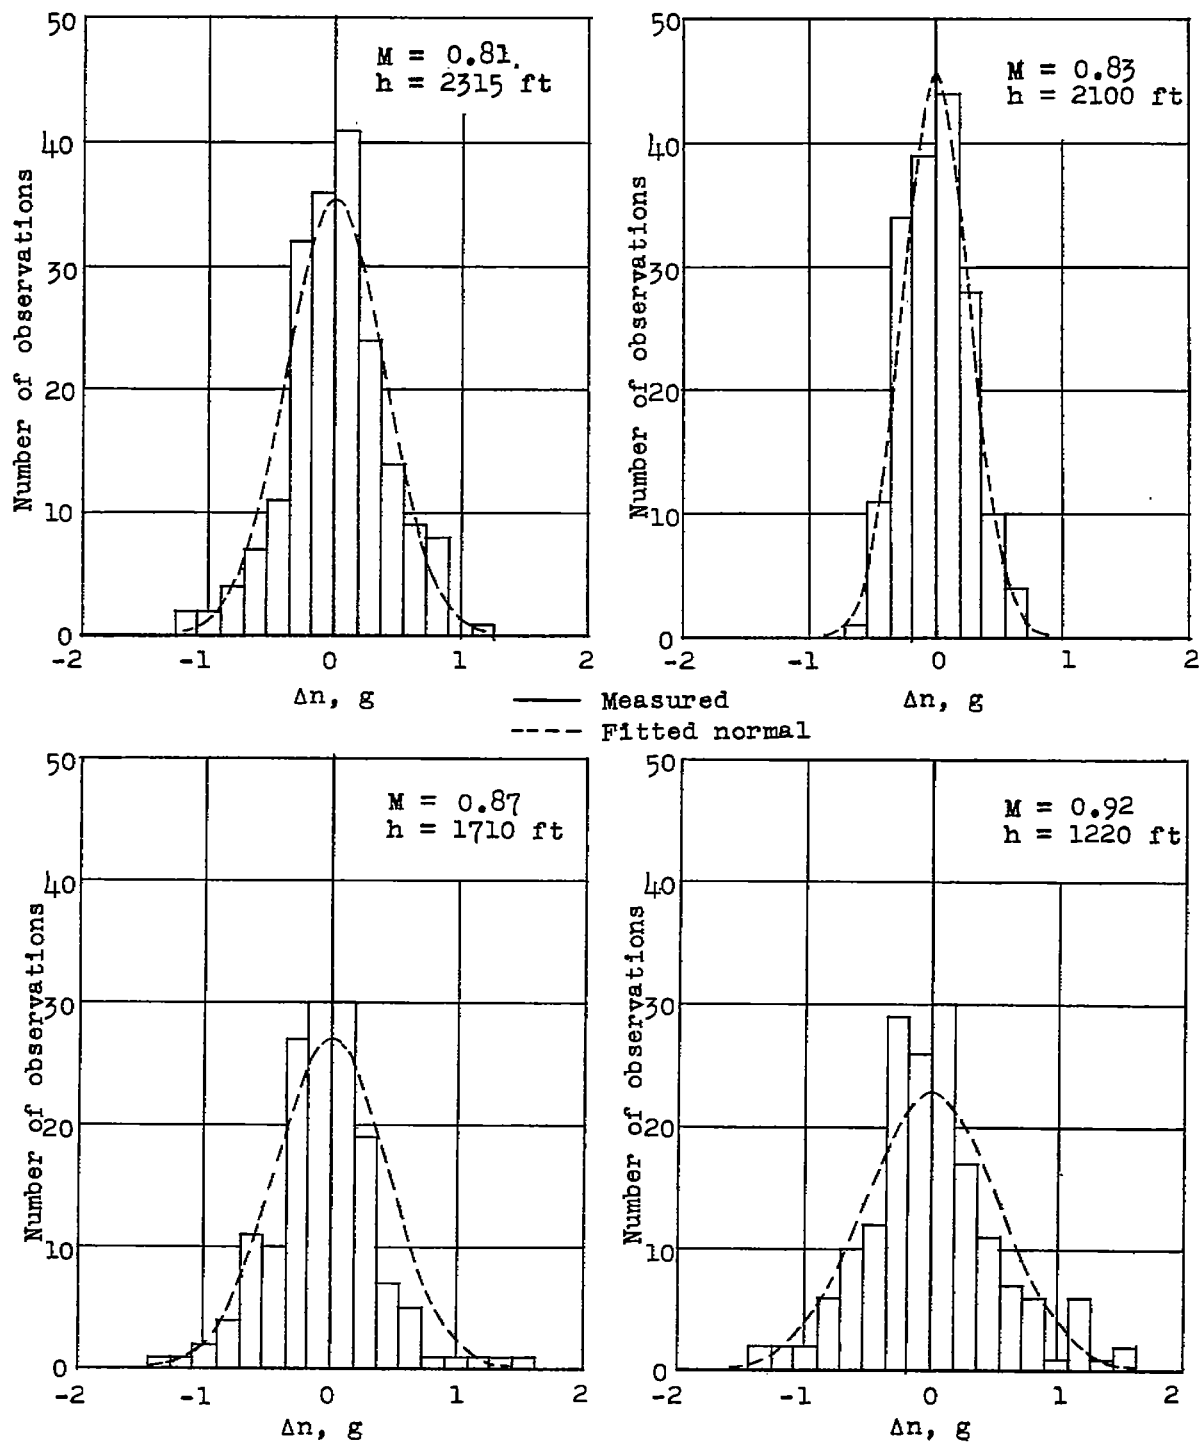 50
40
30
20
10
0
Number of observations
M = 0.81
h = 2315 ft
-2 -1 0 1 2
Δn, g
50
40
30
20
10
0
Number of observations
M = 0.83
h = 2100 ft
-2 -1 0 1 2
Δn, g
Measured
Fitted normal
50
40
30
20
10
0
Number of observations
M = 0.87
h = 1710 ft
-2 -1 0 1 2
Δn, g
50
40
30
20
10
0
Number of observations
M = 0.92
h = 1220 ft
-2 -1 0 1 2
Δn, g